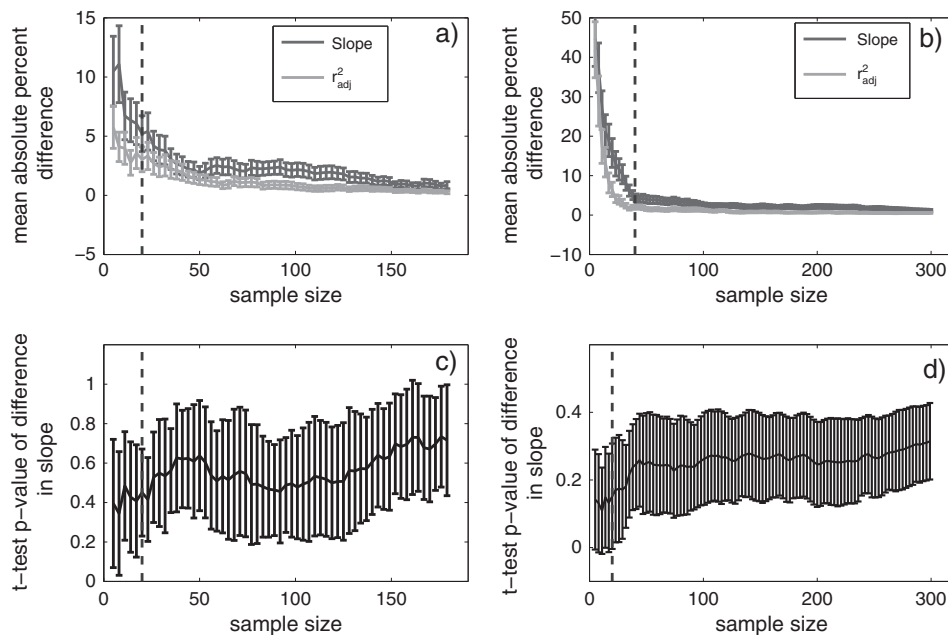 15
10
5
0
−5
mean absolute percent
difference
Slope
r²adj
a)
0
50
100
150
sample size
50
40
30
20
10
0
−10
mean absolute percent
difference
Slope
r²adj
b)
0
100
200
300
sample size
1
0.8
0.6
0.4
0.2
0
t−test p−value of difference
in slope
c)
0
50
100
150
sample size
0.4
0.2
0
t−test p−value of difference
in slope
d)
0
100
200
300
sample size